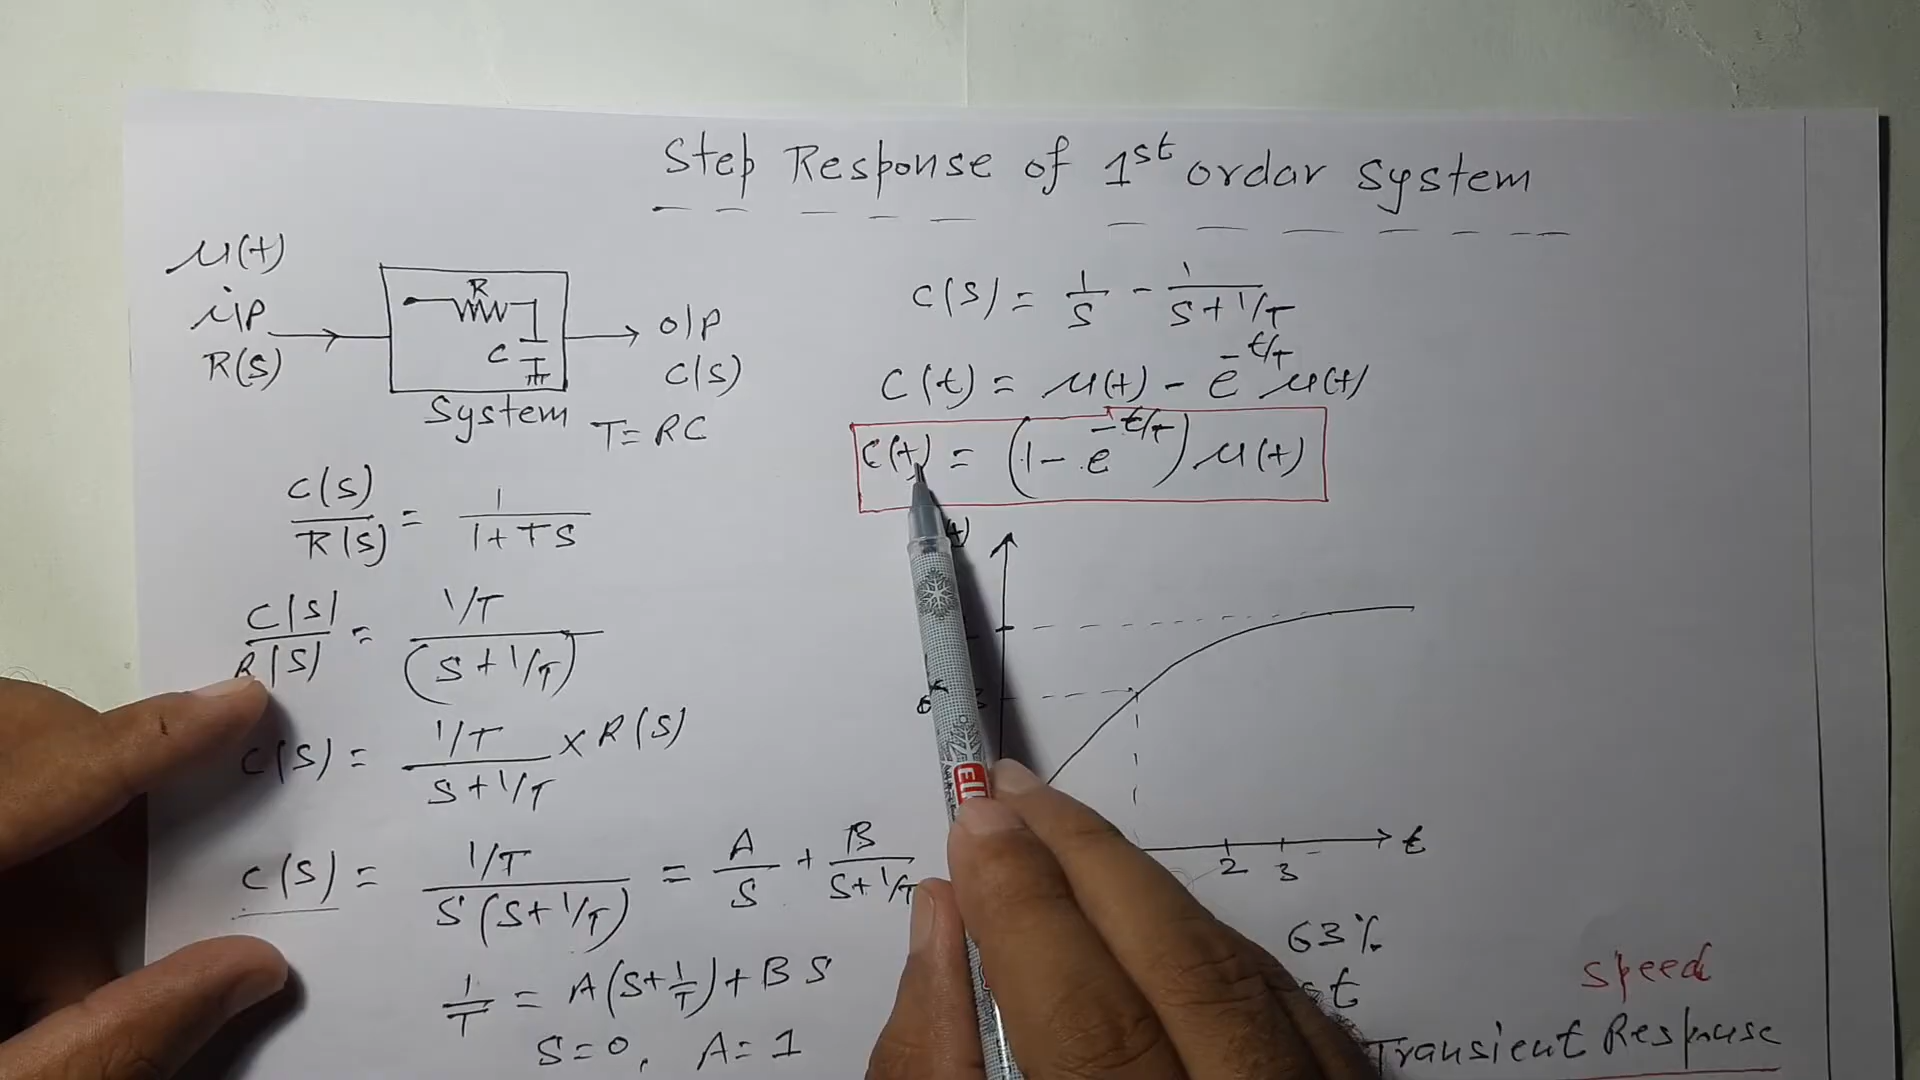 Step Response of 1st ordar System
μ(t)
i/p
R(S)
R
C
System
o/p
C(S)
T = RC
C(S)/R(S) = 1/(1+TS)
C(S)/R(S) = (1/T)/(S+1/T)
C(S) = (1/T)/(S+1/T) × R(S)
C(S) = (1/T)/(S(S+1/T)) = A/S + B/(S+1/T)
1/T = A(S+1/T)+BS
S=0, A=1
C(S) = 1/S - 1/(S+1/T)
C(t) = μ(t) - e^(-t/T) μ(t)
C(t) = (1 - e^(-t/T)) μ(t)
2 3 t
63%
Speed
Transient Response